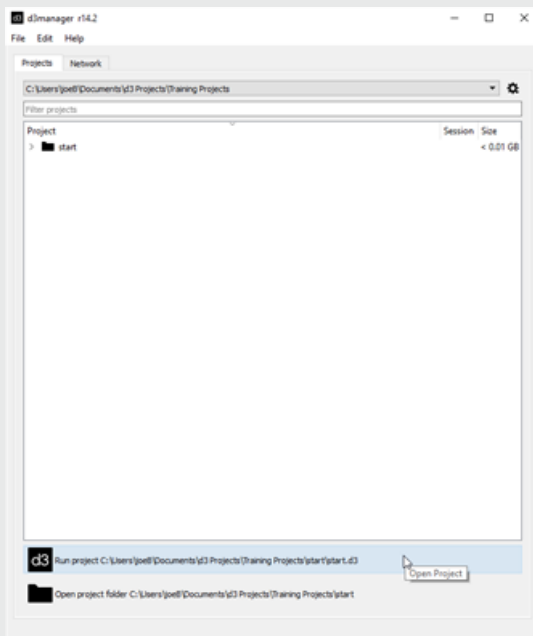 d3 d3manager r14.2
File Edit Help
Projects Network
C:\Users\joeB\Documents\d3 Projects\Training Projects
Filter projects
Project Session Size
start < 0.01 GB
d3 Run project C:\Users\joeB\Documents\d3 Projects\Training Projects\start\start.d3
Open Project
Open project folder C:\Users\joeB\Documents\d3 Projects\Training Projects\start